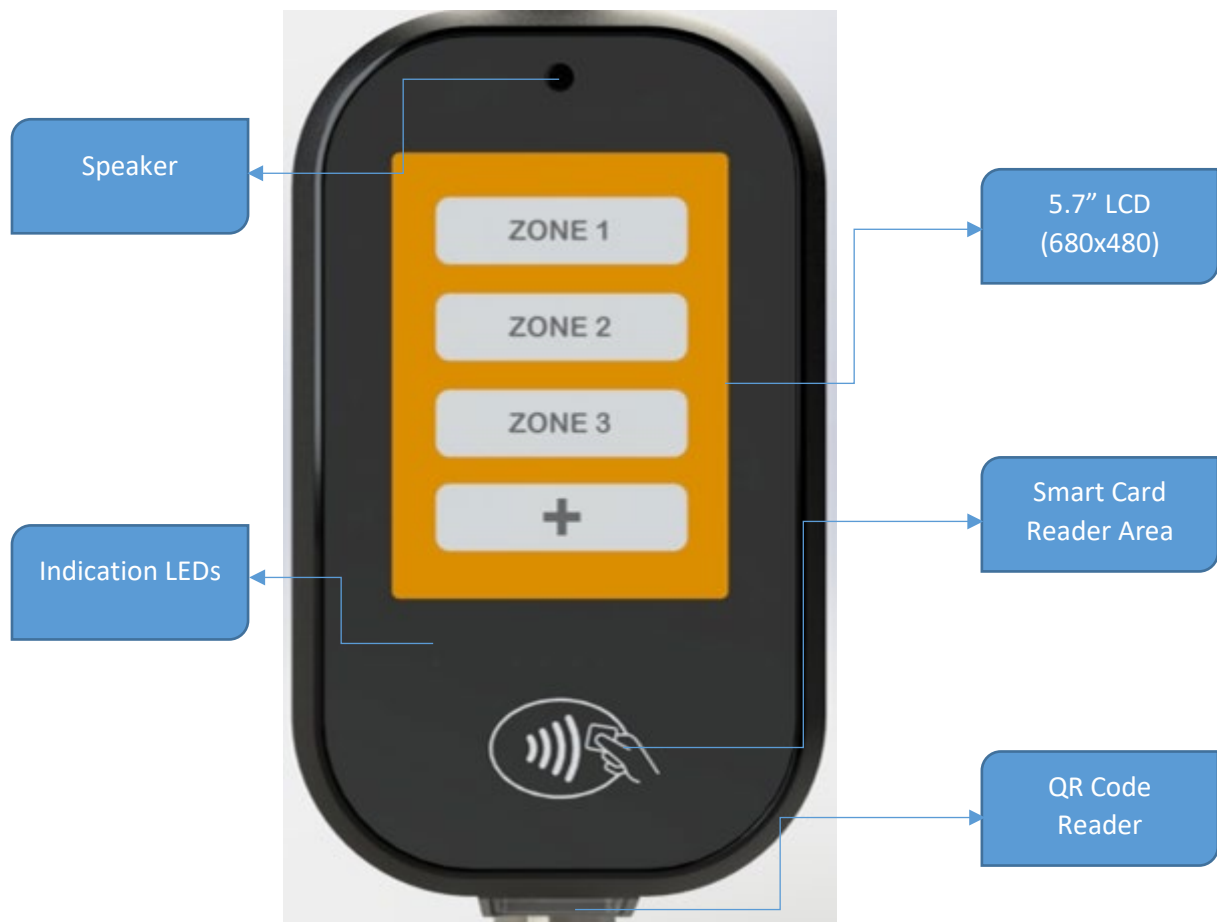 Speaker
5.7” LCD
(680x480)
ZONE 1
ZONE 2
ZONE 3
+
Smart Card
Reader Area
Indication LEDs
QR Code
Reader